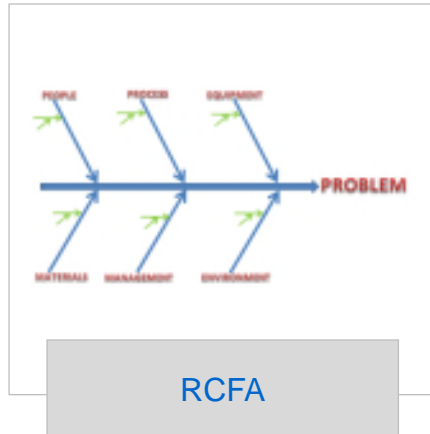 PEOPLE PROCESS EQUIPMENT
PROBLEM
MATERIALS MANAGEMENT ENVIRONMENT
RCFA